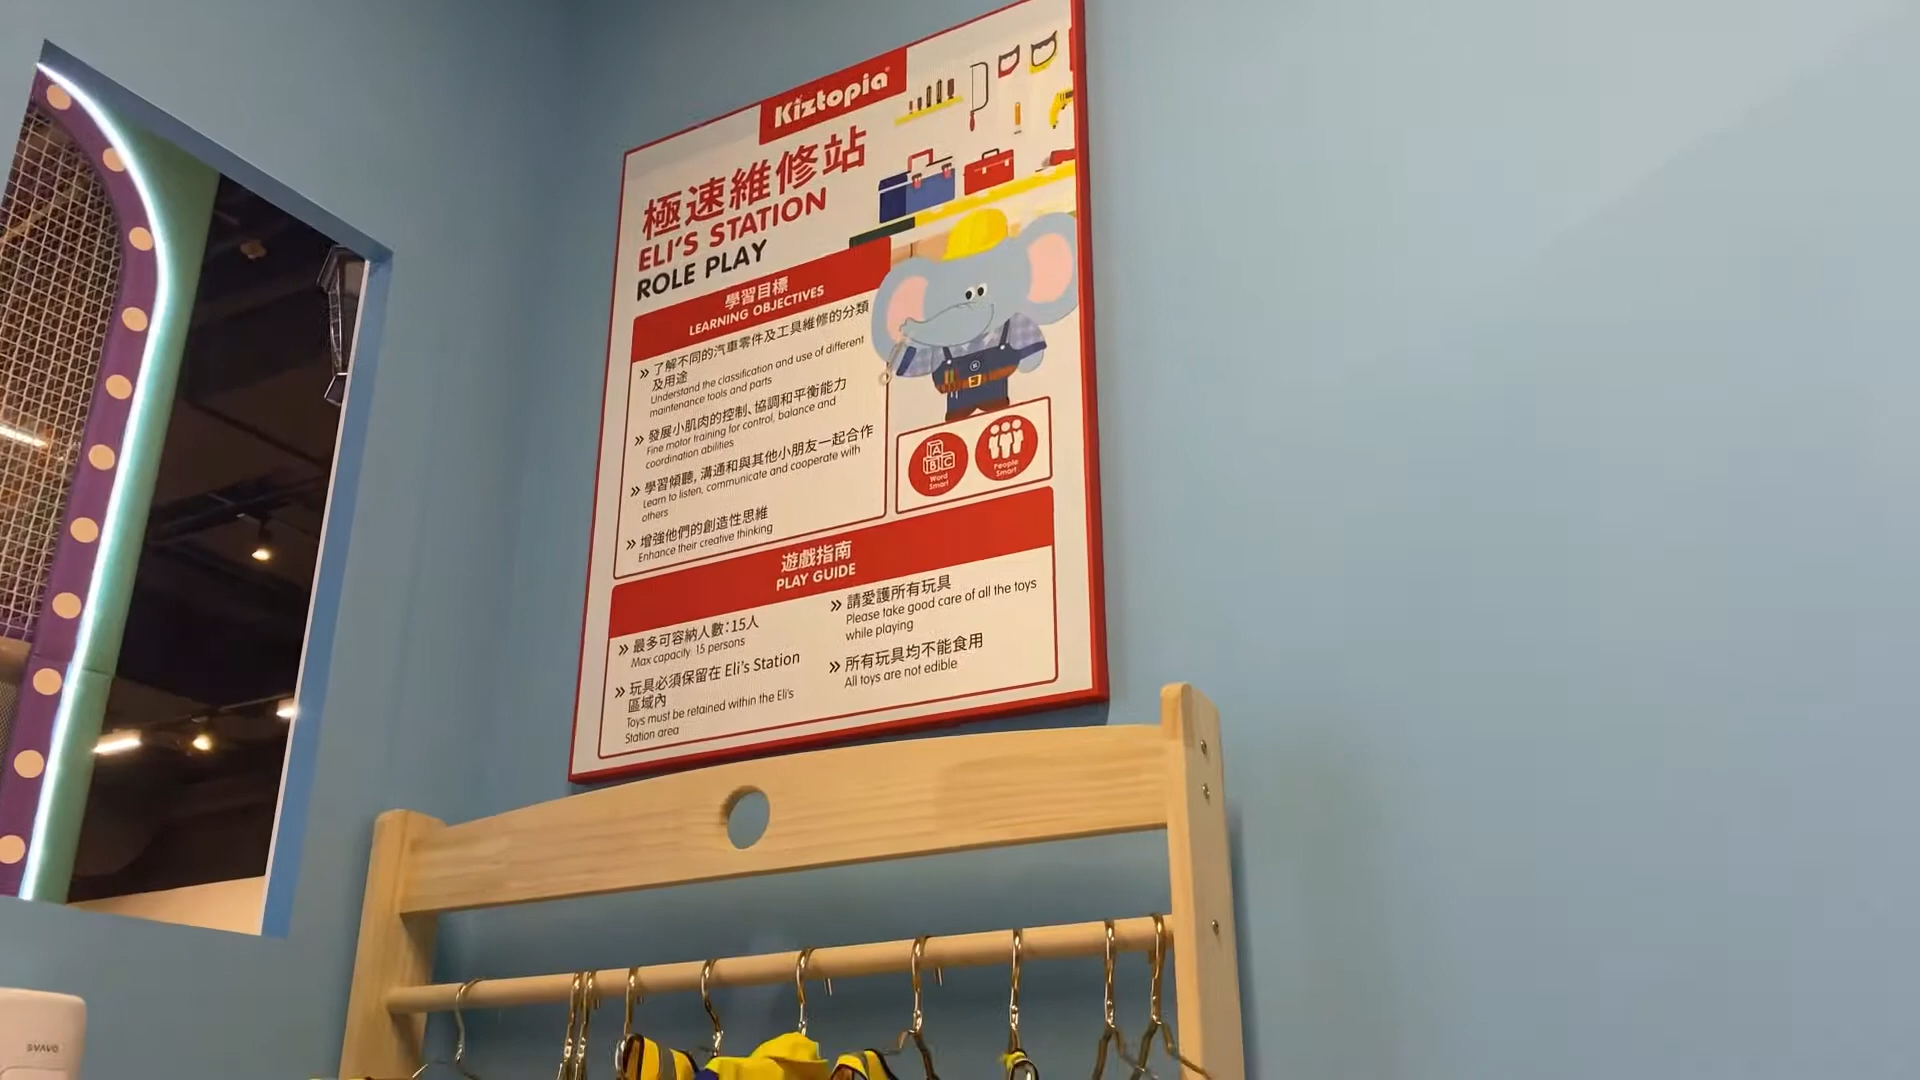 Kiztopia
極速維修站
ELI'S STATION
ROLE PLAY
學習目標
LEARNING OBJECTIVES
» 了解不同的汽車零件及工具維修的分類
及用途
Understand the classification and use of different
maintenance tools and parts
» 發展小肌肉的控制、協調和平衡能力
Fine motor training for control, balance and
coordination abilities
» 學習傾聽, 溝通和與其他小朋友一起合作
Learn to listen, communicate and cooperate with
others
» 增強他們的創造性思維
Enhance their creative thinking
A
B C
Word
Smart
People
Smart
遊戲指南
PLAY GUIDE
» 最多可容納人數：15人
Max capacity: 15 persons
» 玩具必須保留在 Eli's Station
區域內
Toys must be retained within the Eli's
Station area
» 請愛護所有玩具
Please take good care of all the toys
while playing
» 所有玩具均不能食用
All toys are not edible
SVAVO